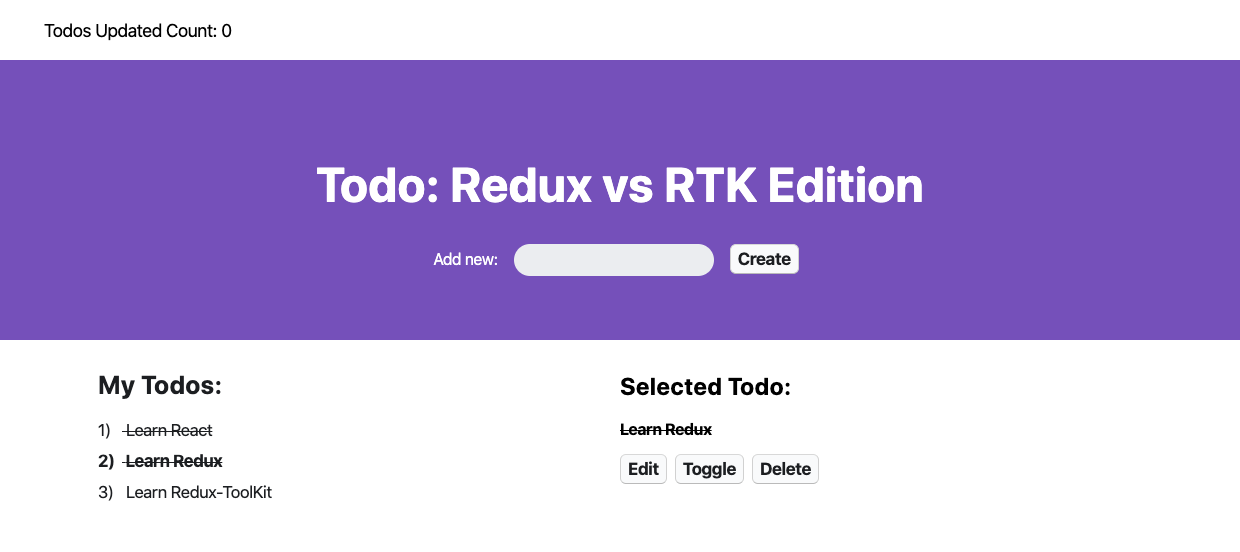 Todos Updated Count: 0
Todo: Redux vs RTK Edition
Add new: Create
My Todos:
1) Learn React
2) Learn Redux
3) Learn Redux-ToolKit
Selected Todo:
Learn Redux
Edit Toggle Delete